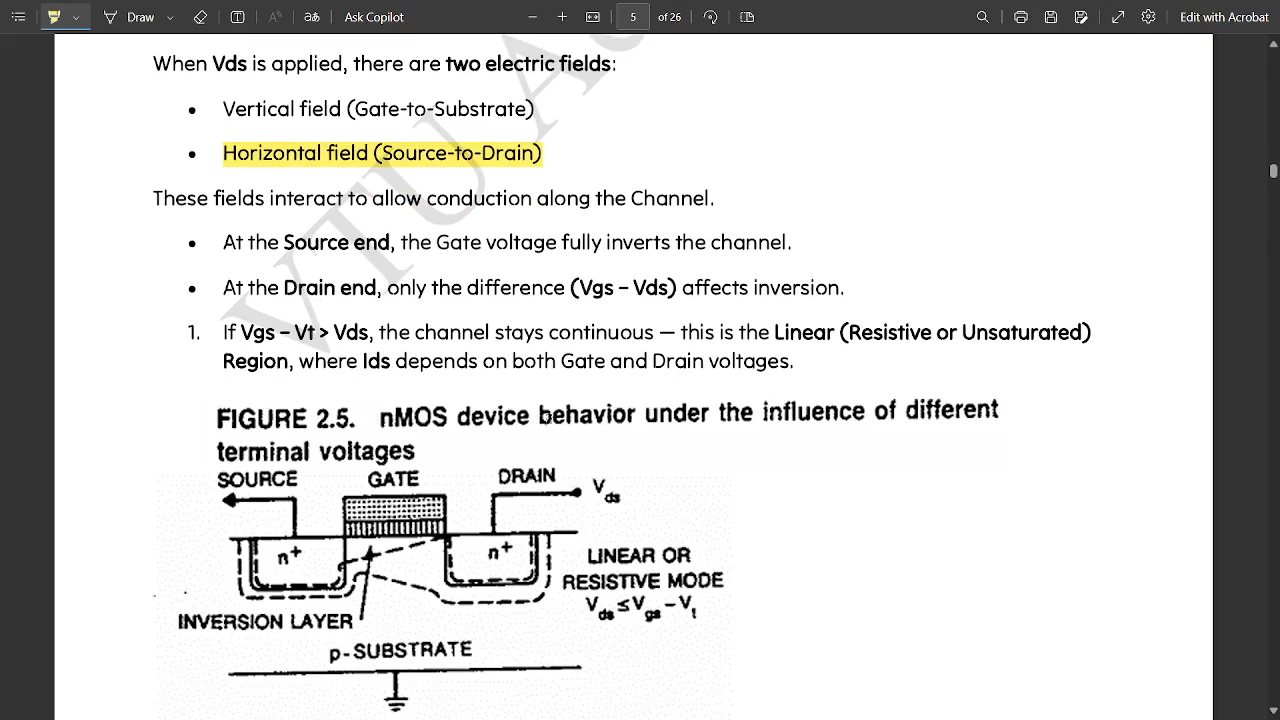 Draw
Ask Copilot
5 of 26
Edit with Acrobat
When Vds is applied, there are two electric fields:
• Vertical field (Gate-to-Substrate)
• Horizontal field (Source-to-Drain)
These fields interact to allow conduction along the Channel.
• At the Source end, the Gate voltage fully inverts the channel.
• At the Drain end, only the difference (Vgs – Vds) affects inversion.
1. If Vgs – Vt > Vds, the channel stays continuous — this is the Linear (Resistive or Unsaturated)
Region, where Ids depends on both Gate and Drain voltages.
FIGURE 2.5. nMOS device behavior under the influence of different
terminal voltages
SOURCE GATE DRAIN Vds
n+ n+
LINEAR OR
RESISTIVE MODE
Vds ≤ Vgs – Vt
INVERSION LAYER
p-SUBSTRATE
VTU